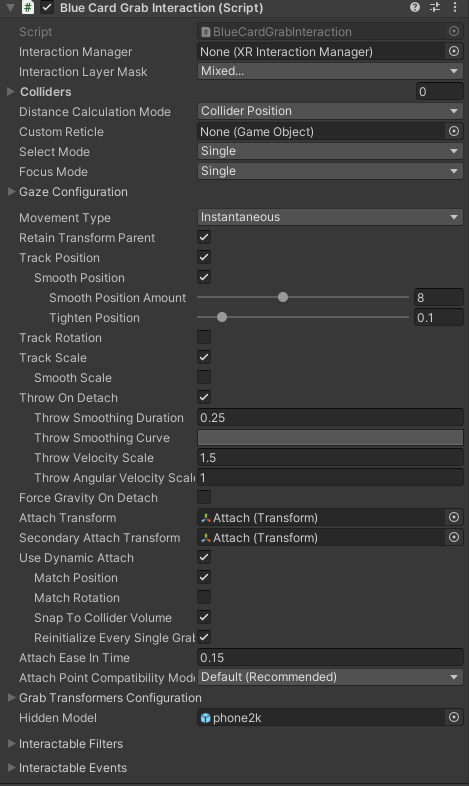 Blue Card Grab Interaction (Script)
Script BlueCardGrabInteraction
Interaction Manager None (XR Interaction Manager)
Interaction Layer Mask Mixed...
Colliders 0
Distance Calculation Mode Collider Position
Custom Reticle None (Game Object)
Select Mode Single
Focus Mode Single
Gaze Configuration
Movement Type Instantaneous
Retain Transform Parent
Track Position
Smooth Position
Smooth Position Amount 8
Tighten Position 0.1
Track Rotation
Track Scale
Smooth Scale
Throw On Detach
Throw Smoothing Duration 0.25
Throw Smoothing Curve
Throw Velocity Scale 1.5
Throw Angular Velocity Scale 1
Force Gravity On Detach
Attach Transform Attach (Transform)
Secondary Attach Transform Attach (Transform)
Use Dynamic Attach
Match Position
Match Rotation
Snap To Collider Volume
Reinitialize Every Single Grab
Attach Ease In Time 0.15
Attach Point Compatibility Mode Default (Recommended)
Grab Transformers Configuration
Hidden Model phone2k
Interactable Filters
Interactable Events